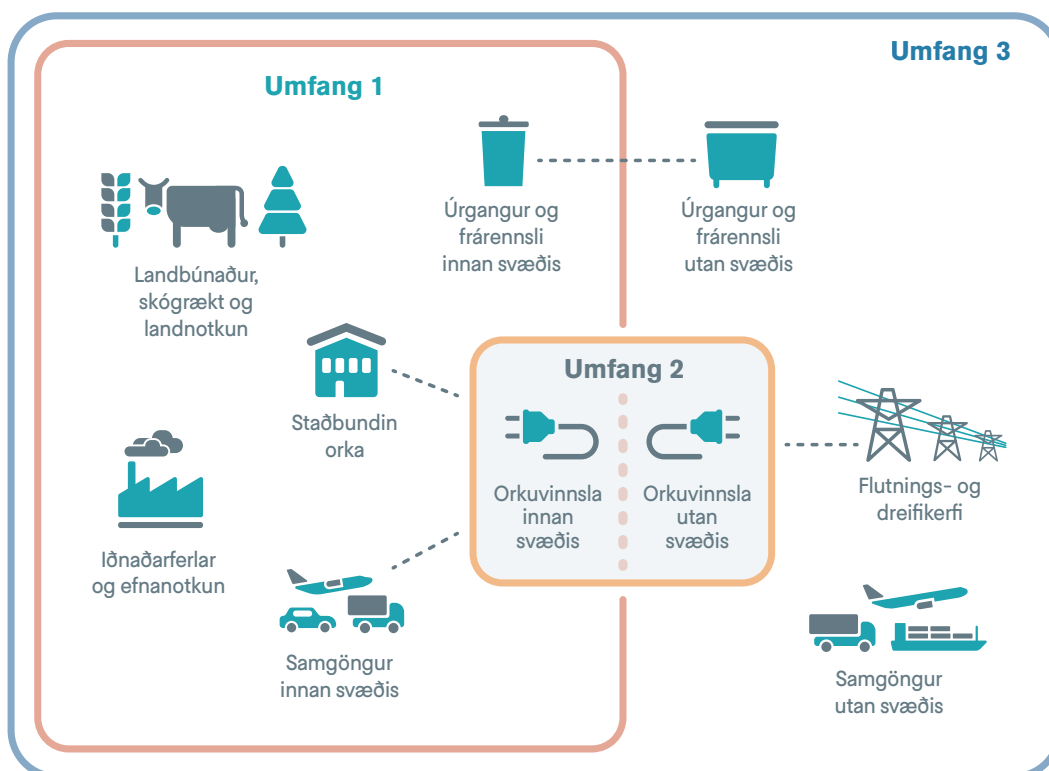 Umfang 3
Umfang 1
Úrgangur og
frárennsli
innan svæðis
Úrgangur og
frárennsli
utan svæðis
Landbúnaður,
skógrækt og
landnotkun
Umfang 2
Staðbundin
orka
Orkuvinnsla
innan
svæðis
Orkuvinnsla
utan
svæðis
Flutnings- og
dreifikerfi
Iðnaðarferlar
og efnanotkun
Samgöngur
innan svæðis
Samgöngur
utan svæðis